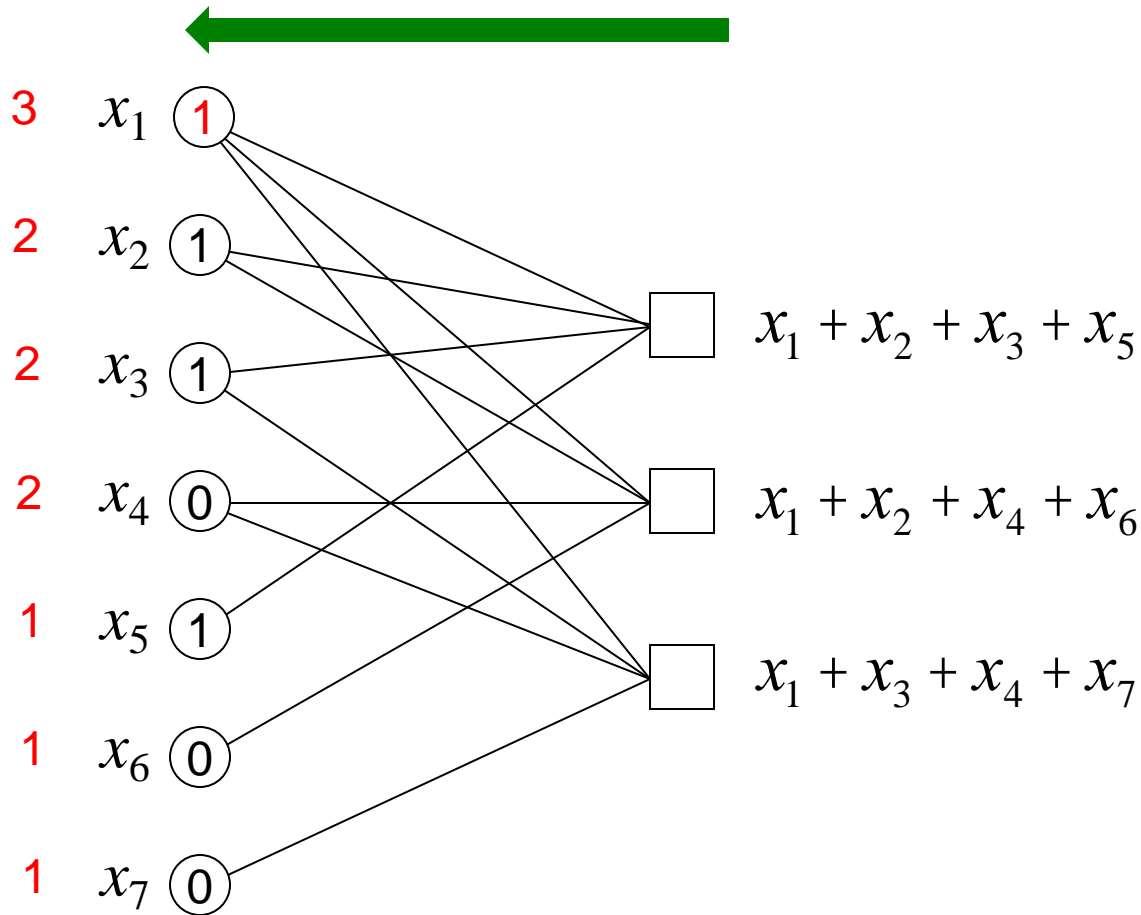 3 x₁ 1
2 x₂ 1
2 x₃ 1
x₁ + x₂ + x₃ + x₅
2 x₄ 0
x₁ + x₂ + x₄ + x₆
1 x₅ 1
x₁ + x₃ + x₄ + x₇
1 x₆ 0
1 x₇ 0